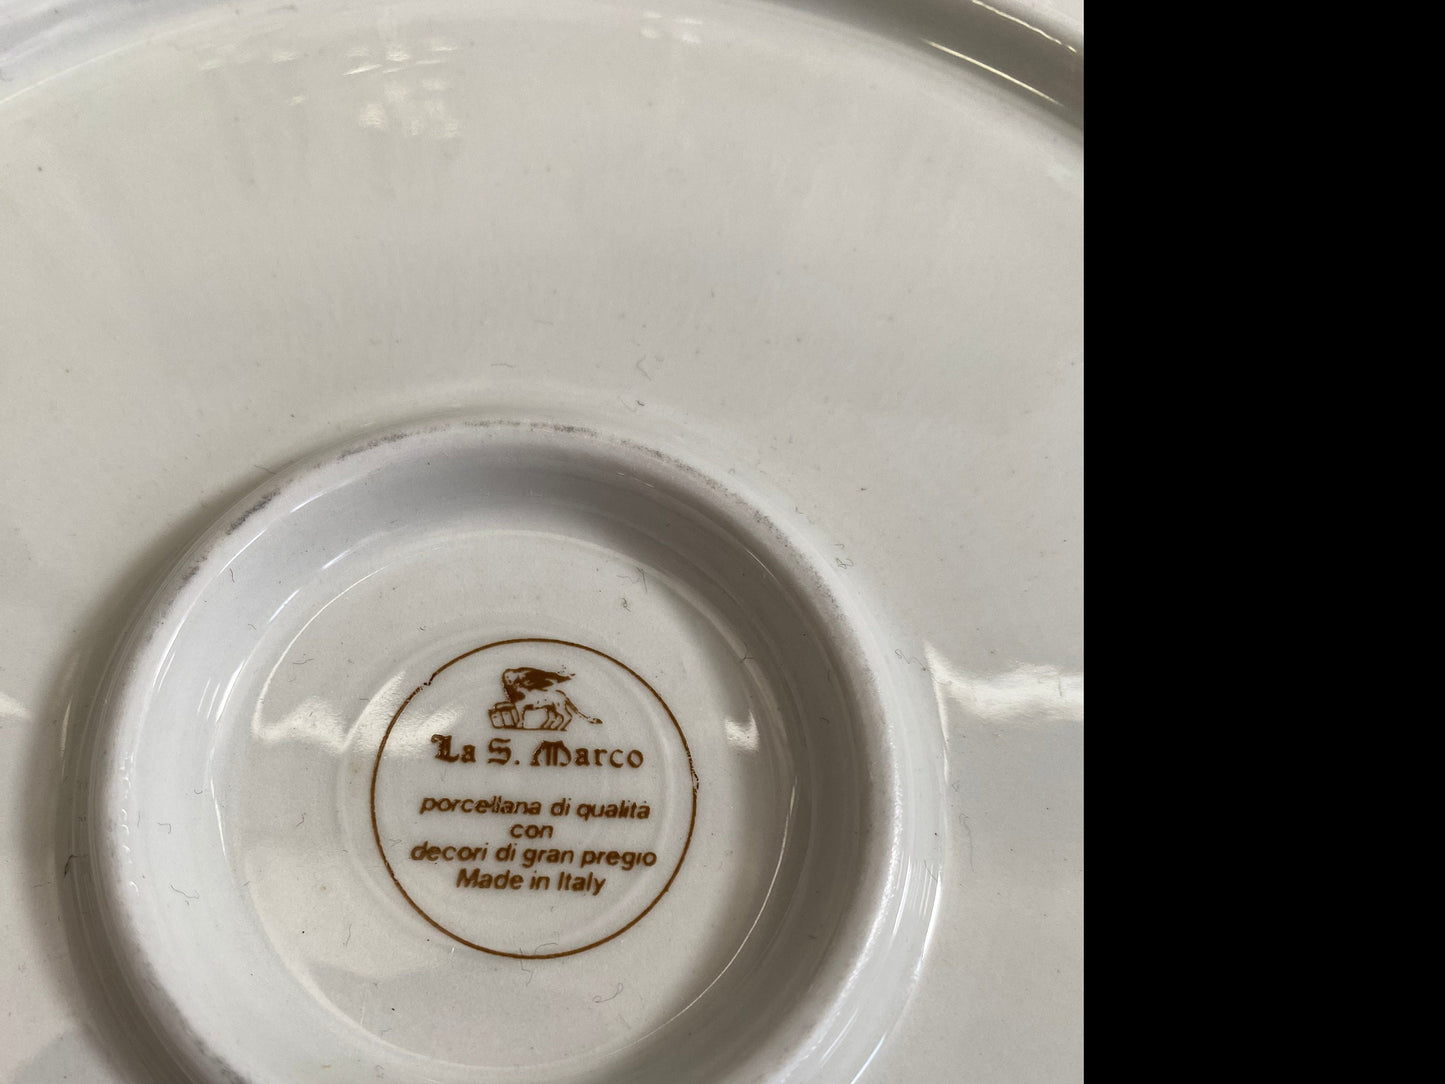 La S. Marco
porcellana di qualità
con
decori di gran pregio
Made in Italy